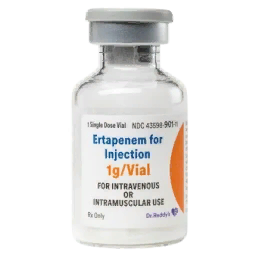 1 Single Dose Vial NDC 43598-901-11
Ertapenem for
Injection
1g/Vial
FOR INTRAVENOUS
OR
INTRAMUSCULAR USE
Rx Only Dr.Reddy's